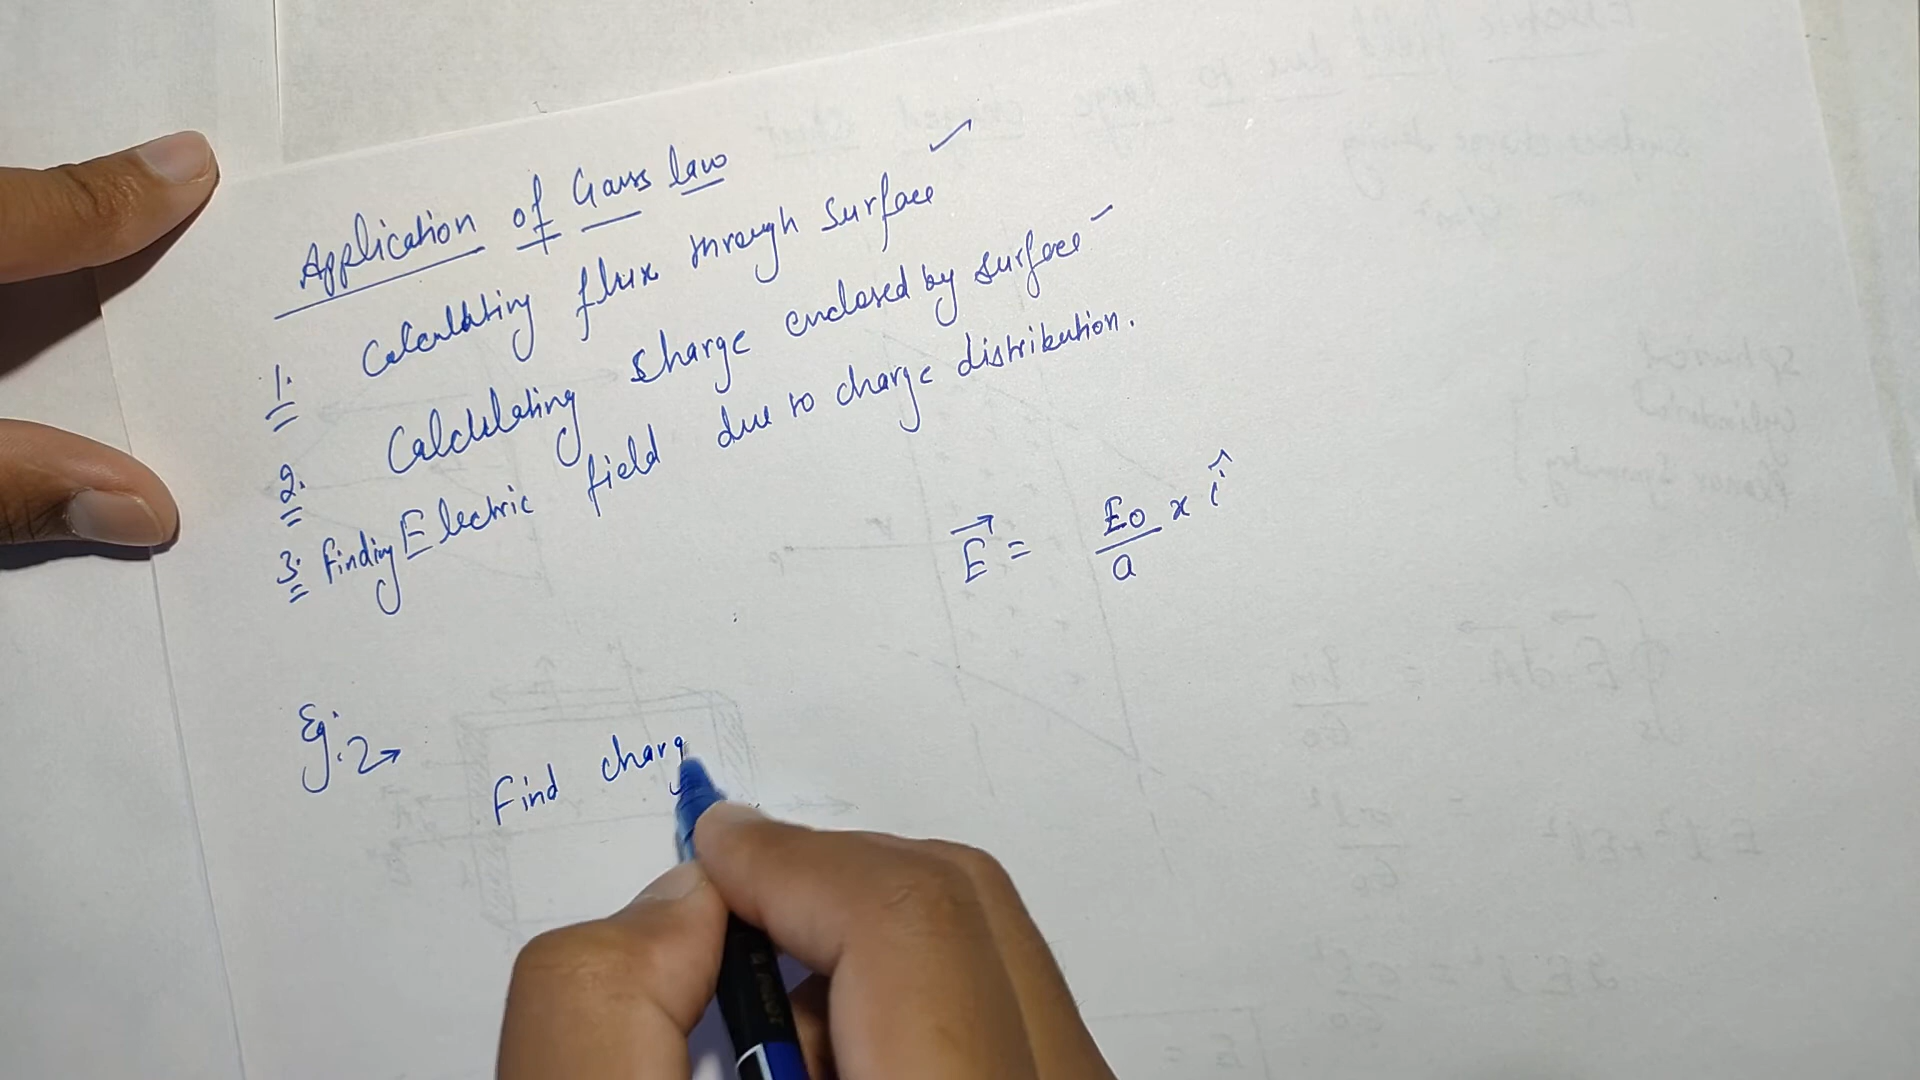 Application of Gauss law
1. Calculating flux through surface ✓
2. Calculating charge enclosed by surface ✓
3. Finding Electric field due to charge distribution.
E⃗ = E0/a x î
Eg: 2→
Find charg